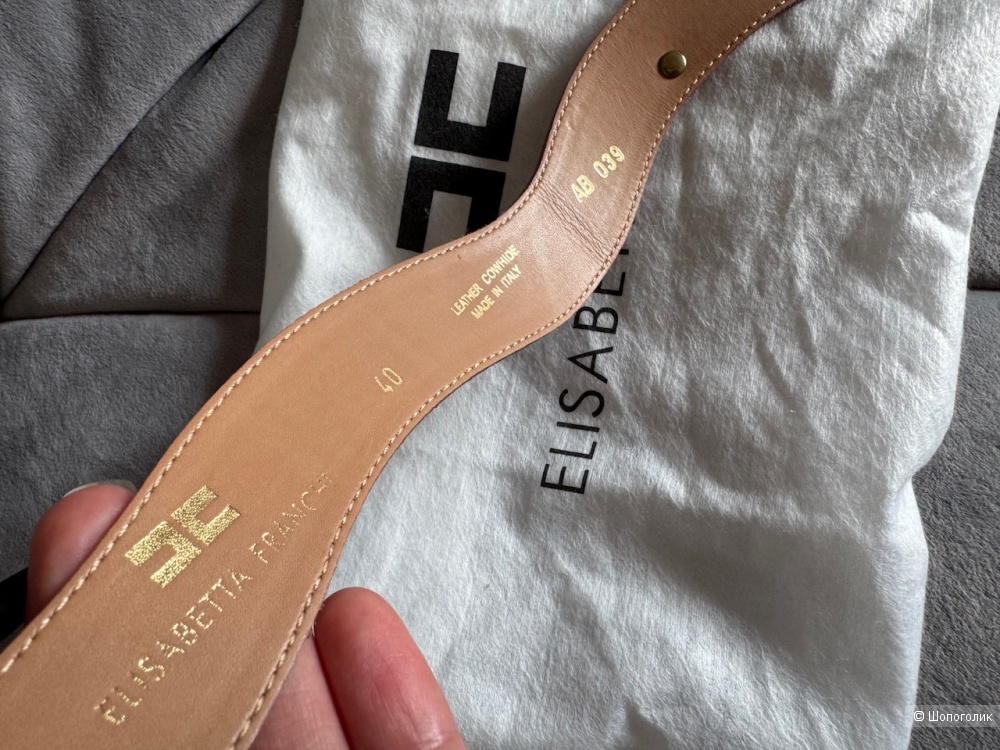 AB 039
LEATHER COWHIDE
MADE IN ITALY
40
ELISABETTA FRANCHI
ELISABET
© Шопоголик